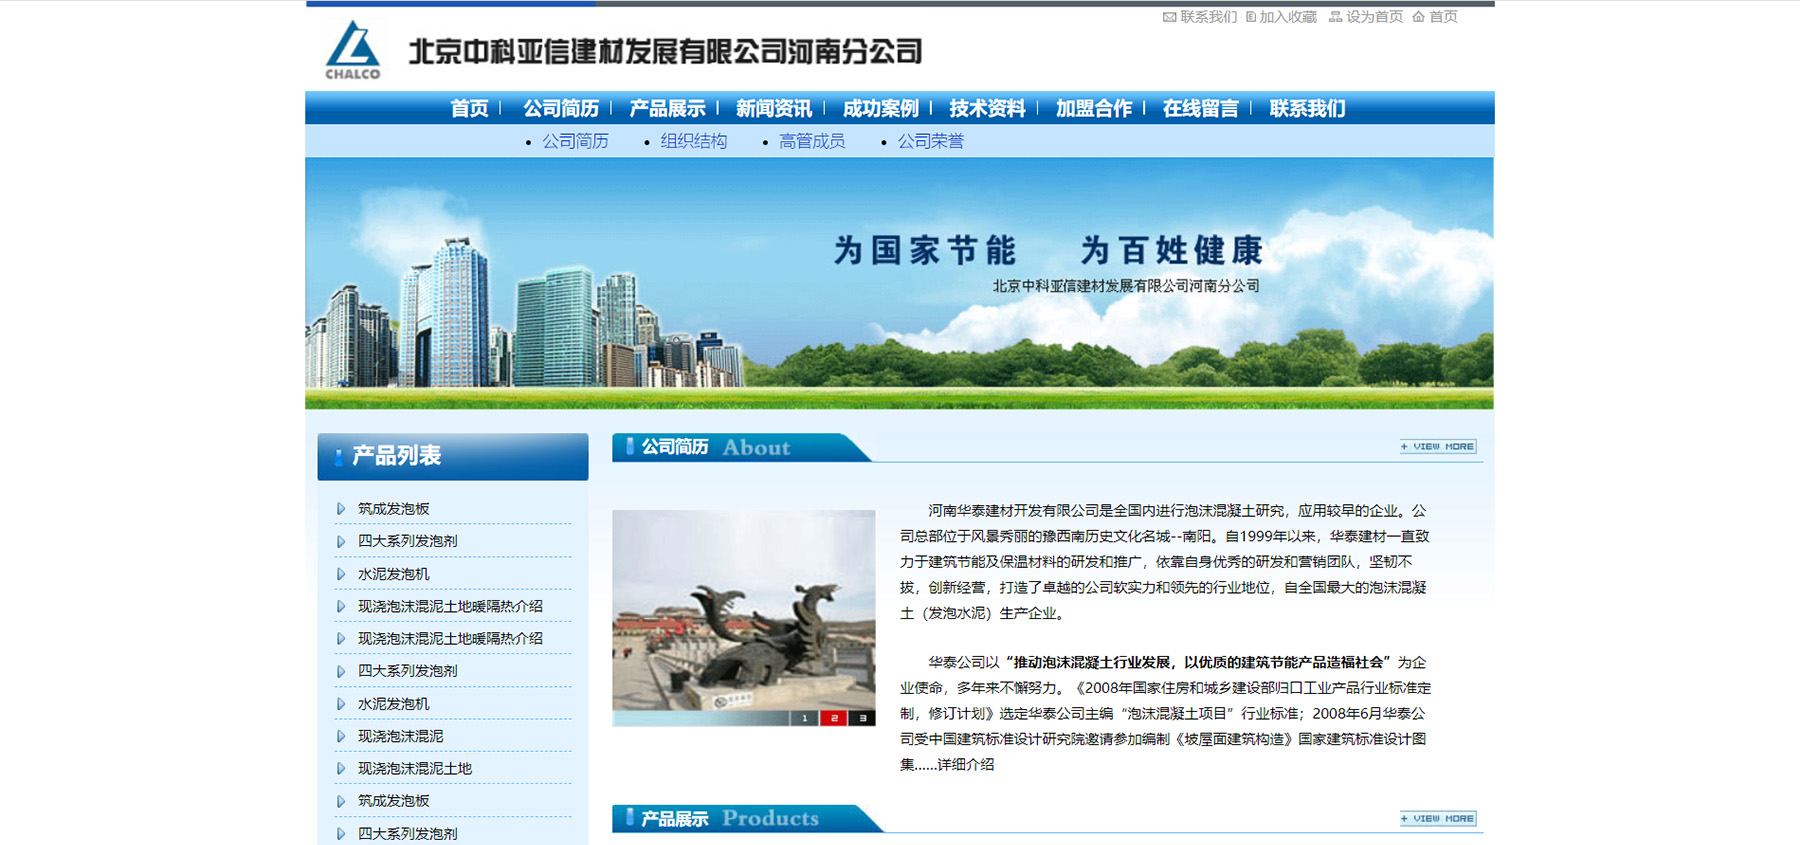 联系我们 加入收藏 设为首页 首页
CHALCO
北京中科亚信建材发展有限公司河南分公司
首页 公司简历 产品展示 新闻资讯 成功案例 技术资料 加盟合作 在线留言 联系我们
公司简历 组织结构 高管成员 公司荣誉
为国家节能 为百姓健康
北京中科亚信建材发展有限公司河南分公司
产品列表
筑成发泡板
四大系列发泡剂
水泥发泡机
现浇泡沫混泥土地暖隔热介绍
现浇泡沫混泥土地暖隔热介绍
四大系列发泡剂
水泥发泡机
现浇泡沫混泥
现浇泡沫混泥土地
筑成发泡板
四大系列发泡剂
公司简历 About
+ VIEW MORE
1 2 3
河南华泰建材开发有限公司是全国内进行泡沫混凝土研究，应用较早的企业。公
司总部位于风景秀丽的豫西南历史文化名城--南阳。自1999年以来，华泰建材一直致
力于建筑节能及保温材料的研发和推广，依靠自身优秀的研发和营销团队，坚韧不
拔，创新经营，打造了卓越的公司软实力和领先的行业地位，自全国最大的泡沫混凝
土（发泡水泥）生产企业。
华泰公司以“推动泡沫混凝土行业发展，以优质的建筑节能产品造福社会”为企
业使命，多年来不懈努力。《2008年国家住房和城乡建设部归口工业产品行业标准定
制，修订计划》选定华泰公司主编“泡沫混凝土项目”行业标准；2008年6月华泰公
司受中国建筑标准设计研究院邀请参加编制《坡屋面建筑构造》国家建筑标准设计图
集......详细介绍
产品展示 Products
+ VIEW MORE